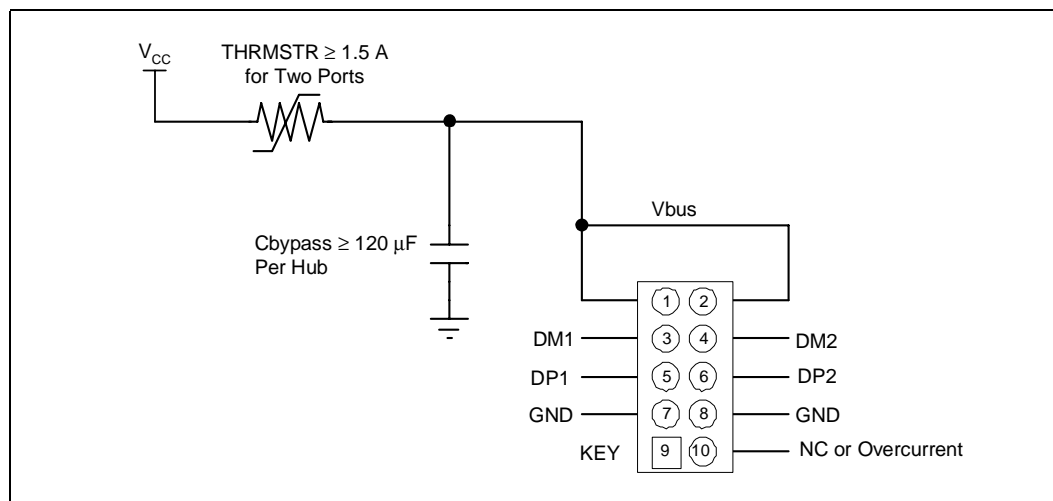 V_CC
THRMSTR ≥ 1.5 A
for Two Ports
Vbus
Cbypass ≥ 120 μF
Per Hub
1 2
DM1 3 4 DM2
DP1 5 6 DP2
GND 7 8 GND
KEY 9 10 NC or Overcurrent